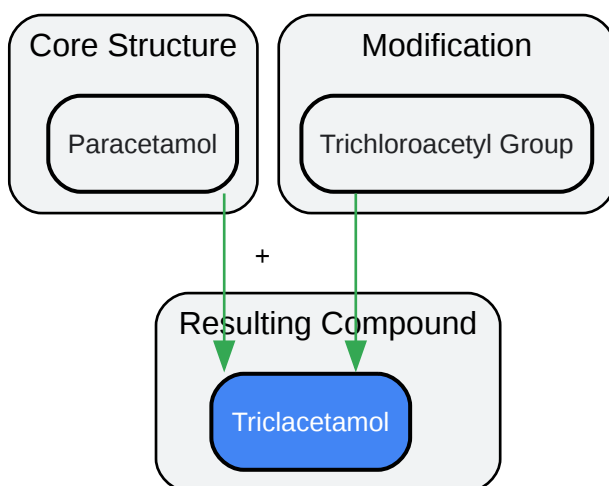 Core Structure
Modification
Paracetamol
Trichloroacetyl Group
+
Resulting Compound
Triclacetamol